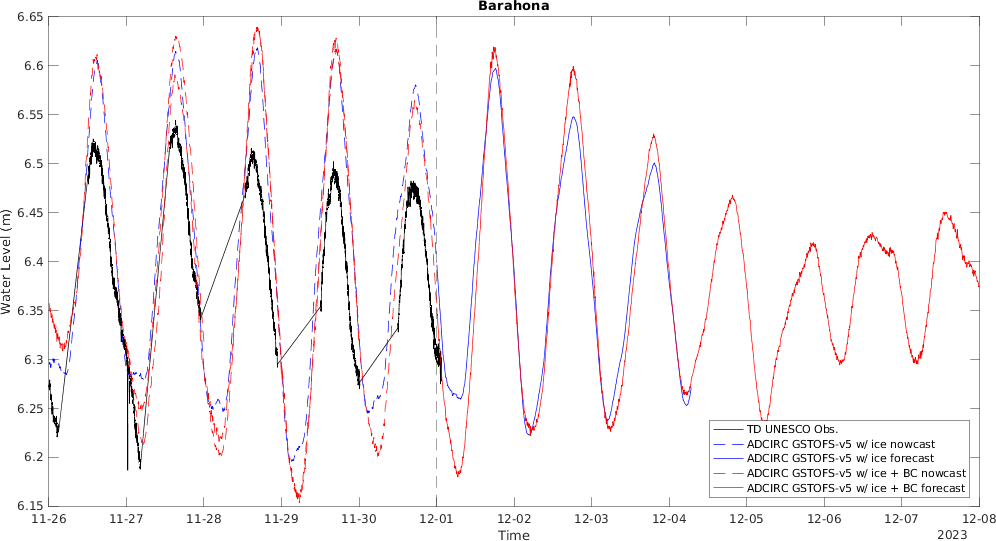 Barahona
6.65
6.6
6.55
6.5
6.45
6.4
6.35
6.3
6.25
6.2
6.15
Water Level (m)
TD UNESCO Obs.
ADCIRC GSTOFS-v5 w/ ice nowcast
ADCIRC GSTOFS-v5 w/ ice forecast
ADCIRC GSTOFS-v5 w/ ice + BC nowcast
ADCIRC GSTOFS-v5 w/ ice + BC forecast
11-26 11-27 11-28 11-29 11-30 12-01 12-02 12-03 12-04 12-05 12-06 12-07 12-08
Time
2023